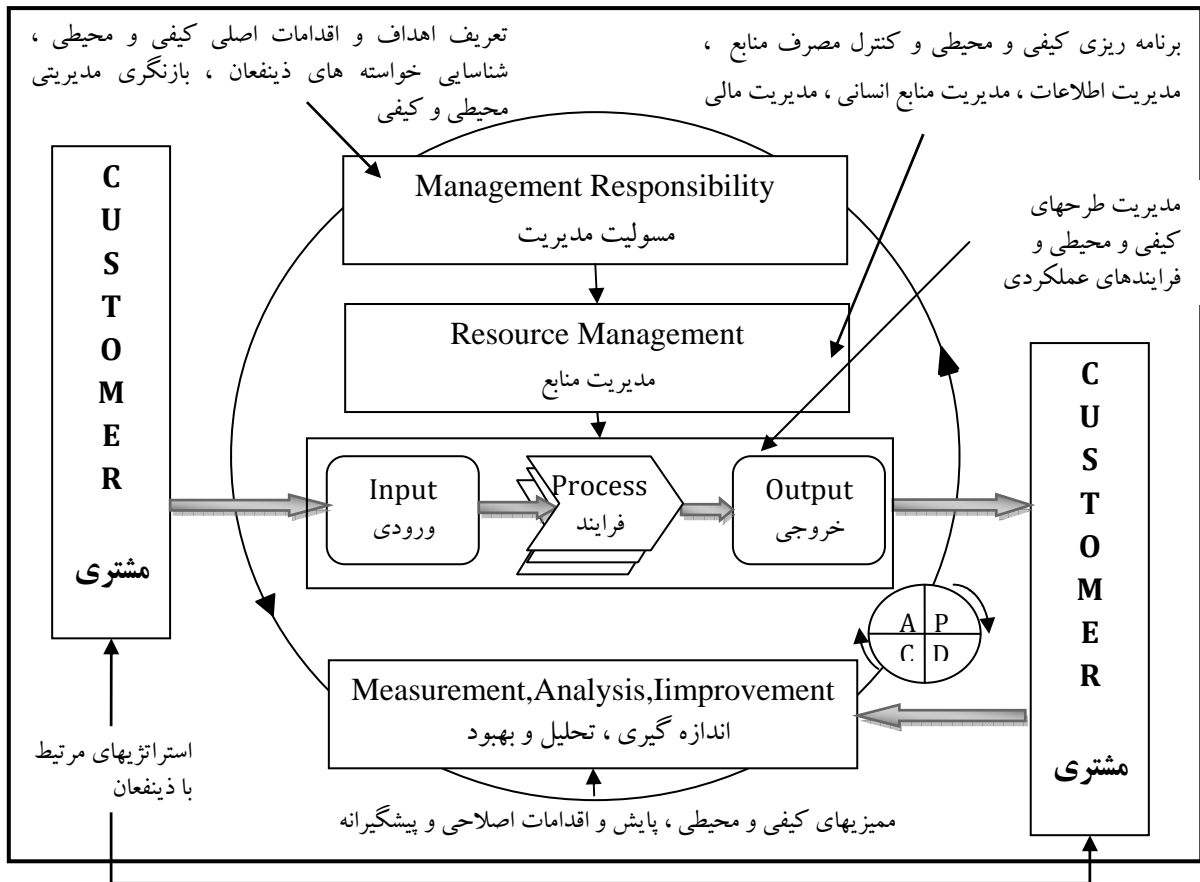 تعریف اهداف و اقدامات اصلی کیفی و محیطی ،
شناسایی خواسته های ذینفعان ، بازنگری مدیریتی
محیطی و کیفی
برنامه ریزی کیفی و محیطی و کنترل مصرف منابع ،
مدیریت اطلاعات ، مدیریت منابع انسانی ، مدیریت مالی
مدیریت طرحهای
کیفی و محیطی و
فرایندهای عملکردی
C
U
S
T
O
M
E
R
مشتری
Management Responsibility
مسولیت مدیریت
Resource Management
مدیریت منابع
Input
ورودی
Process
فرایند
Output
خروجی
C
U
S
T
O
M
E
R
مشتری
A P
C D
Measurement,Analysis,Iimprovement
اندازه گیری ، تحلیل و بهبود
استراتژیهای مرتبط
با ذینفعان
ممیزیهای کیفی و محیطی ، پایش و اقدامات اصلاحی و پیشگیرانه